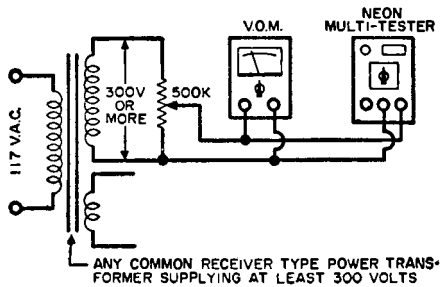 V.O.M.
NEON
MULTI-TESTER
117 V.A.C.
300V
OR
MORE
500K
ANY COMMON RECEIVER TYPE POWER TRANS-
FORMER SUPPLYING AT LEAST 300 VOLTS